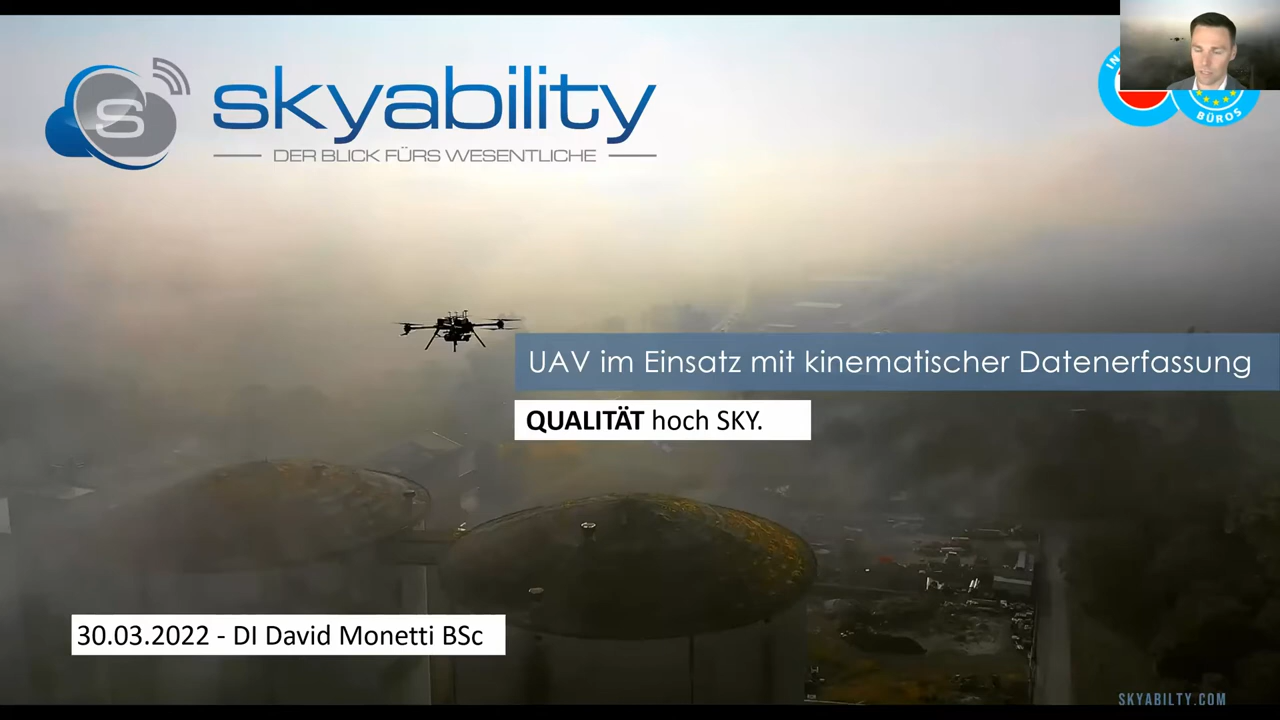 skyability
DER BLICK FÜRS WESENTLICHE
IN
BÜROS
UAV im Einsatz mit kinematischer Datenerfassung
QUALITÄT hoch SKY.
30.03.2022 - DI David Monetti BSc
SKYABILTY.COM